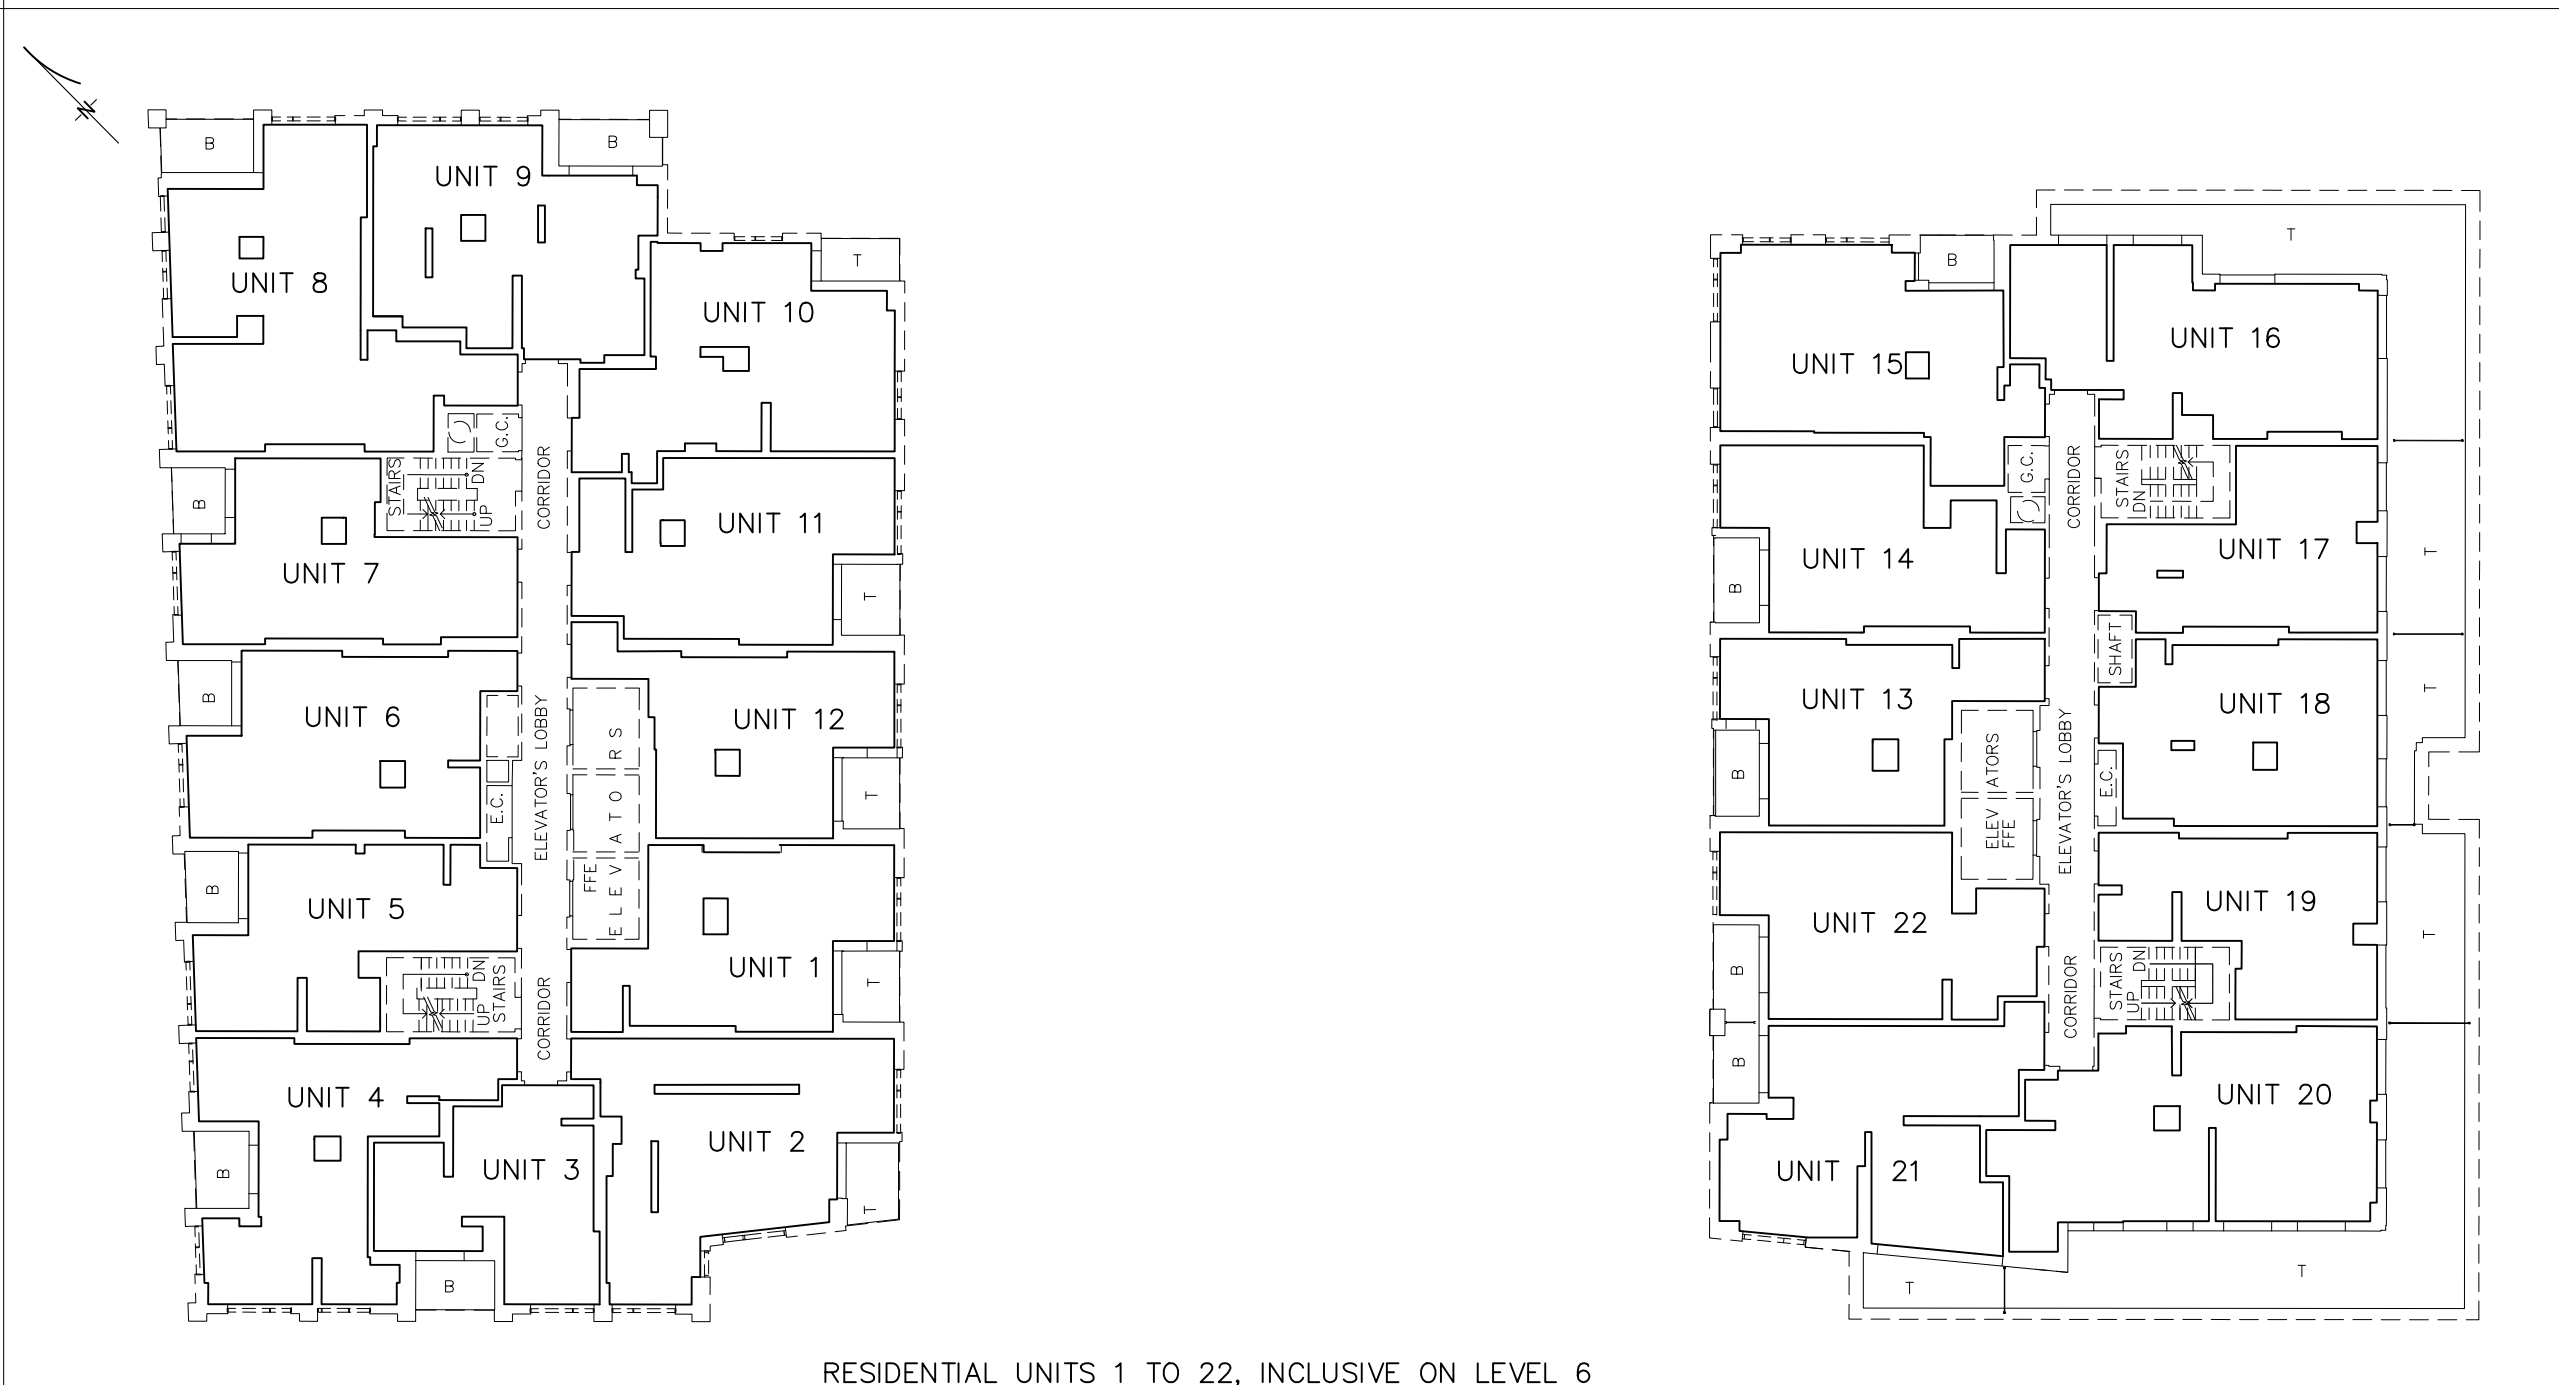 N
B
B
UNIT 9
T
UNIT 8
UNIT 10
G.C.
CORRIDOR
STAIRS
DN
UP
B
UNIT 11
UNIT 7
T
B
UNIT 6
ELEVATOR'S LOBBY
ELEVATORS
UNIT 12
E.C.
T
B
UNIT 5
FFE
UNIT 1
T
DN
UP
STAIRS
CORRIDOR
UNIT 4
UNIT 2
B
UNIT 3
T
B
T
B
UNIT 16
UNIT 15
G.C.
CORRIDOR
STAIRS
DN
UNIT 14
UNIT 17
T
B
SHAFT
T
UNIT 13
UNIT 18
ELEVATORS
ELEVATOR'S LOBBY
B
E.C.
ELEV
FFE
UNIT 22
UNIT 19
T
B
CORRIDOR
STAIRS
DN
UP
B
UNIT 20
UNIT 21
T
T
RESIDENTIAL UNITS 1 TO 22, INCLUSIVE ON LEVEL 6